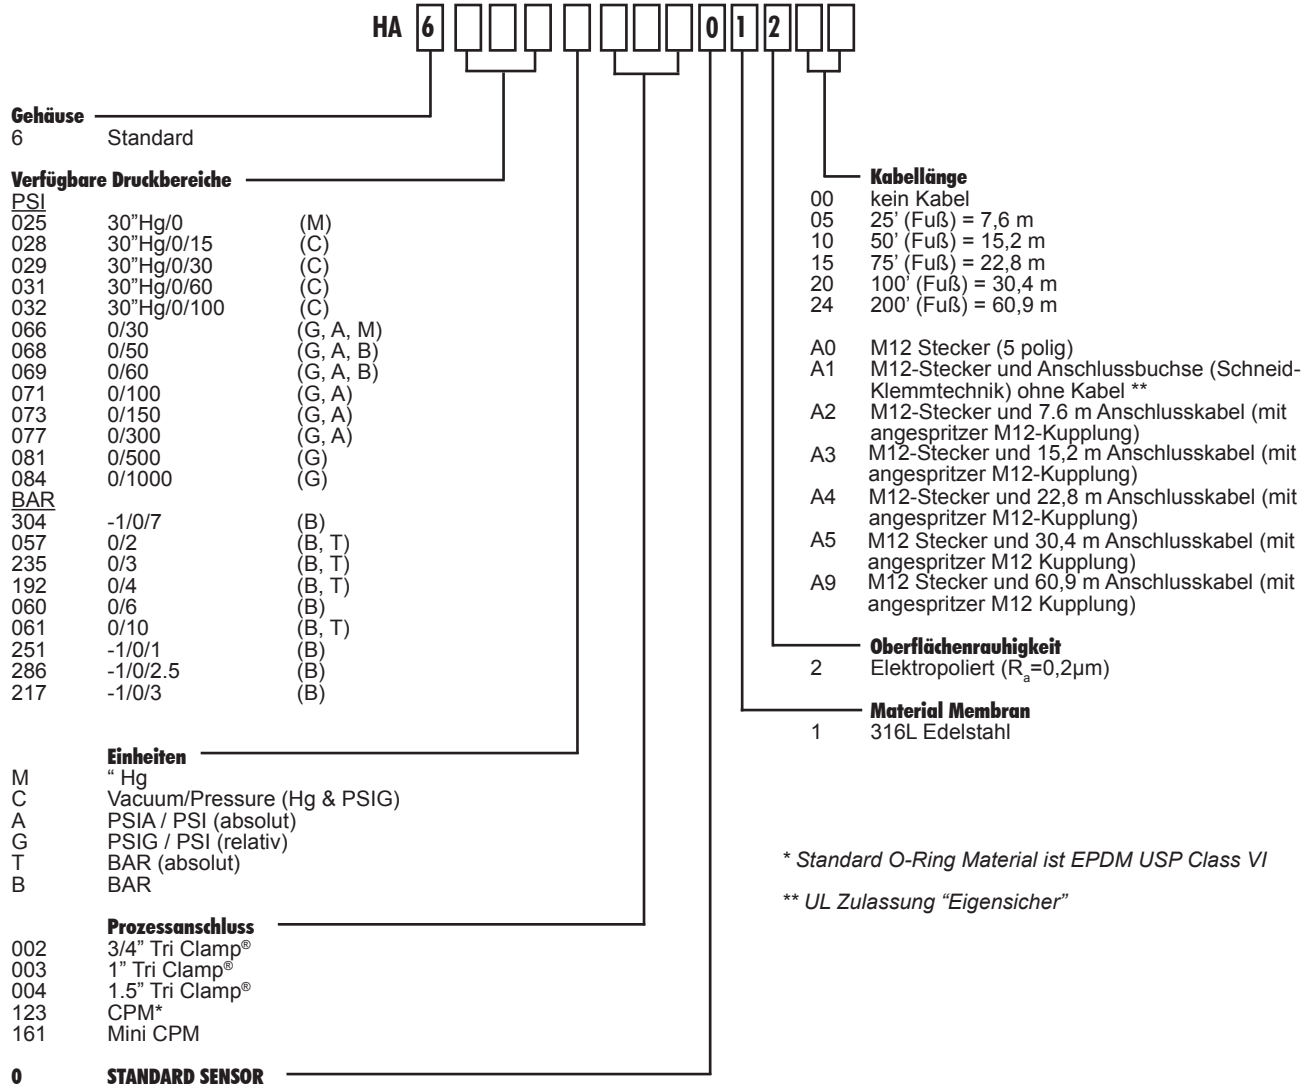 HA 6 0 1 2
Gehäuse
6 Standard
Verfügbare Druckbereiche
PSI
025 30”Hg/0 (M)
028 30”Hg/0/15 (C)
029 30”Hg/0/30 (C)
031 30”Hg/0/60 (C)
032 30”Hg/0/100 (C)
066 0/30 (G, A, M)
068 0/50 (G, A, B)
069 0/60 (G, A, B)
071 0/100 (G, A)
073 0/150 (G, A)
077 0/300 (G, A)
081 0/500 (G)
084 0/1000 (G)
BAR
304 -1/0/7 (B)
057 0/2 (B, T)
235 0/3 (B, T)
192 0/4 (B, T)
060 0/6 (B)
061 0/10 (B, T)
251 -1/0/1 (B)
286 -1/0/2.5 (B)
217 -1/0/3 (B)
Einheiten
M “ Hg
C Vacuum/Pressure (Hg & PSIG)
A PSIA / PSI (absolut)
G PSIG / PSI (relativ)
T BAR (absolut)
B BAR
Prozessanschluss
002 3/4” Tri Clamp®
003 1” Tri Clamp®
004 1.5” Tri Clamp®
123 CPM*
161 Mini CPM
0 STANDARD SENSOR
Kabellänge
00 kein Kabel
05 25’ (Fuß) = 7,6 m
10 50’ (Fuß) = 15,2 m
15 75’ (Fuß) = 22,8 m
20 100’ (Fuß) = 30,4 m
24 200’ (Fuß) = 60,9 m
A0 M12 Stecker (5 polig)
A1 M12-Stecker und Anschlussbuchse (Schneid-
Klemmtechnik) ohne Kabel **
A2 M12-Stecker und 7.6 m Anschlusskabel (mit
angespritzer M12-Kupplung)
A3 M12-Stecker und 15,2 m Anschlusskabel (mit
angespritzer M12-Kupplung)
A4 M12-Stecker und 22,8 m Anschlusskabel (mit
angespritzer M12-Kupplung)
A5 M12 Stecker und 30,4 m Anschlusskabel (mit
angespritzer M12 Kupplung)
A9 M12 Stecker und 60,9 m Anschlusskabel (mit
angespritzer M12 Kupplung)
Oberflächenrauhigkeit
2 Elektropoliert (Ra=0,2µm)
Material Membran
1 316L Edelstahl
* Standard O-Ring Material ist EPDM USP Class VI
** UL Zulassung “Eigensicher”